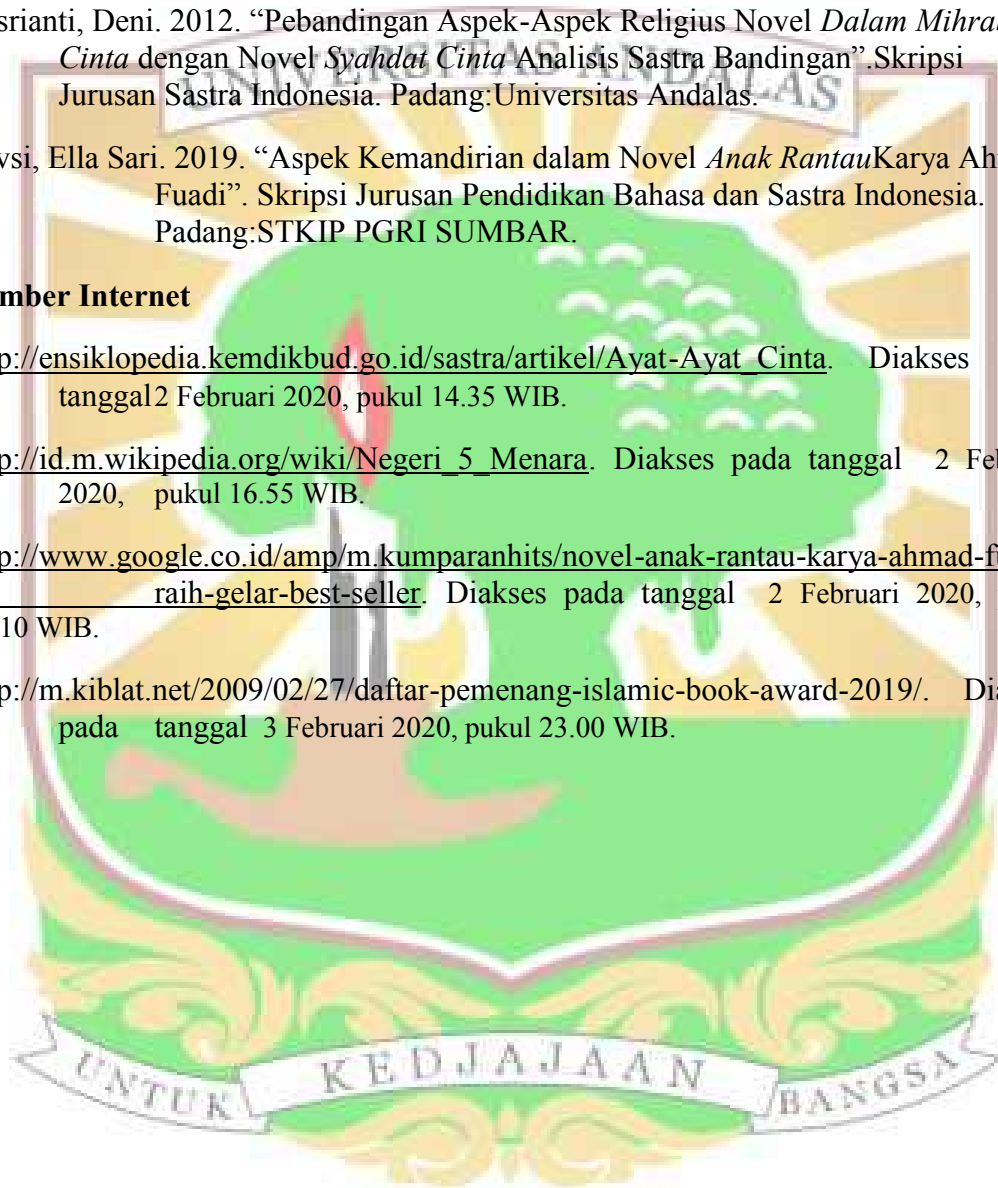 srianti, Deni. 2012. “Pebandingan Aspek-Aspek Religius Novel Dalam Mihra
Cinta dengan Novel Syahdat Cinta Analisis Sastra Bandingan”.Skripsi
Jurusan Sastra Indonesia. Padang:Universitas Andalas.
UNIVERSITAS ANDALAS
vsi, Ella Sari. 2019. “Aspek Kemandirian dalam Novel Anak RantauKarya Ah
Fuadi”. Skripsi Jurusan Pendidikan Bahasa dan Sastra Indonesia.
Padang:STKIP PGRI SUMBAR.
mber Internet
p://ensiklopedia.kemdikbud.go.id/sastra/artikel/Ayat-Ayat_Cinta. Diakses
tanggal2 Februari 2020, pukul 14.35 WIB.
p://id.m.wikipedia.org/wiki/Negeri_5_Menara. Diakses pada tanggal 2 Feb
2020, pukul 16.55 WIB.
p://www.google.co.id/amp/m.kumparanhits/novel-anak-rantau-karya-ahmad-fu
raih-gelar-best-seller. Diakses pada tanggal 2 Februari 2020,
10 WIB.
p://m.kiblat.net/2009/02/27/daftar-pemenang-islamic-book-award-2019/. Dia
pada tanggal 3 Februari 2020, pukul 23.00 WIB.
UNTUK KEDJAJAAN BANGSA